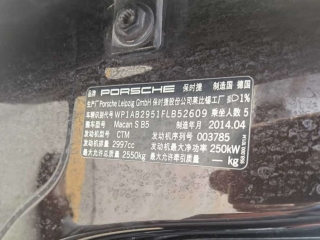 品牌 PORSCHE 保时捷 制造国 德国
生产厂 Porsche Leipzig GmbH 保时捷股份公司莱比锡工厂 1%
车辆识别代号 WP1AB2951FLB52609 乘坐人数 5
车辆型号 Macan S B5 制造年月 2014.04
发动机型号 CTM 发动机序列号 003785
发动机排量 2997cc 发动机最大净功率 250kW
最大允许总质量 2550kg 最大允许牵引质量 — kg